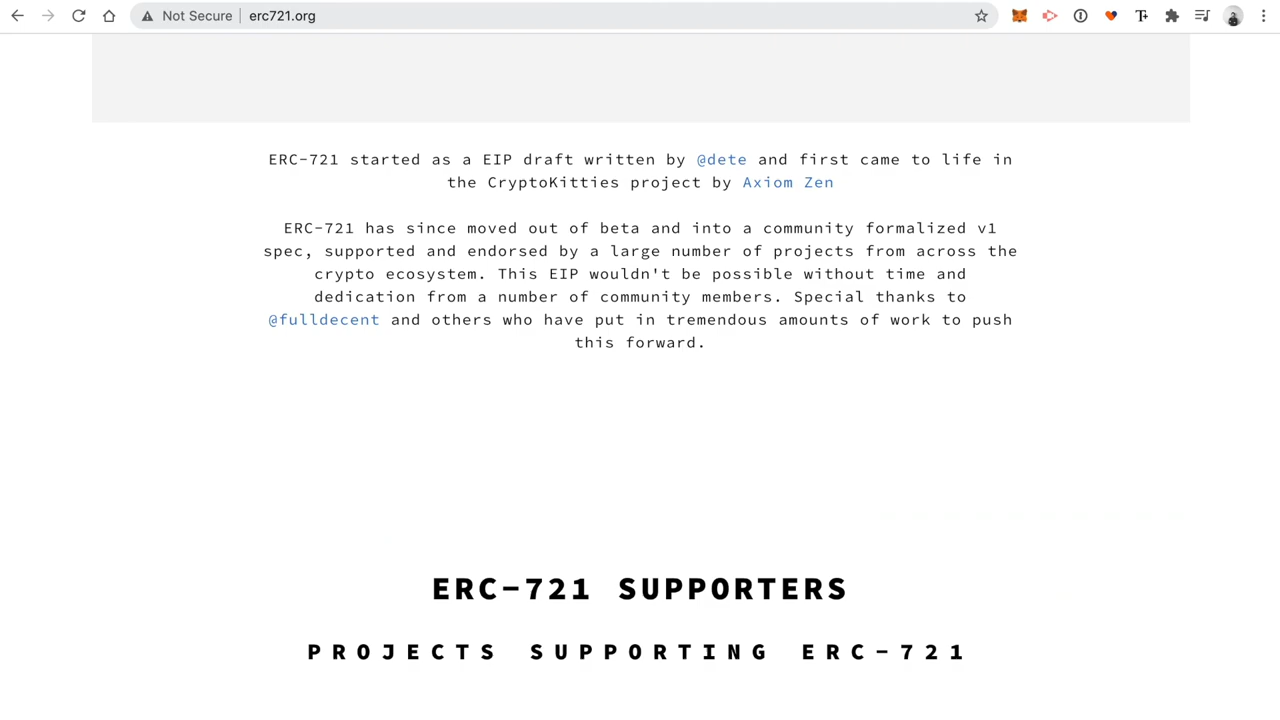 Not Secure erc721.org
ERC-721 started as a EIP draft written by @dete and first came to life in
the CryptoKitties project by Axiom Zen
ERC-721 has since moved out of beta and into a community formalized v1
spec, supported and endorsed by a large number of projects from across the
crypto ecosystem. This EIP wouldn't be possible without time and
dedication from a number of community members. Special thanks to
@fulldecent and others who have put in tremendous amounts of work to push
this forward.
ERC-721 SUPPORTERS
PROJECTS SUPPORTING ERC-721